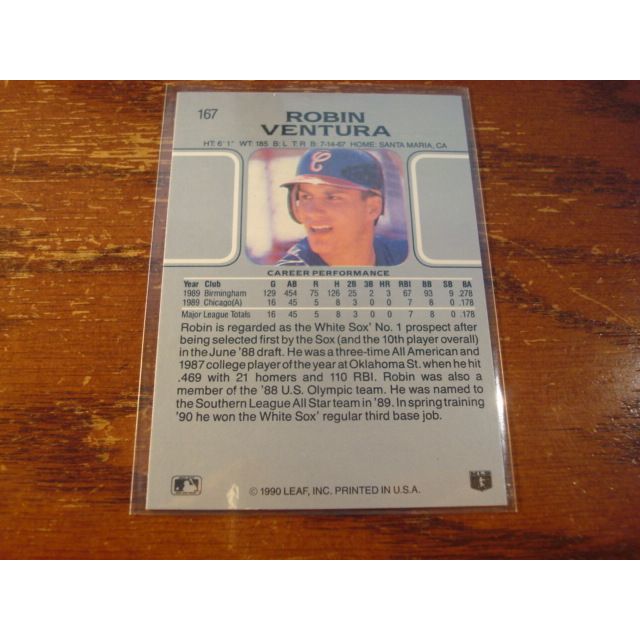 167
ROBIN
VENTURA
HT: 6'1" WT: 185 B: L T: R B: 7-14-67 HOME: SANTA MARIA, CA
C
CAREER PERFORMANCE
Year Club G AB R H 2B 3B HR RBI BB SB BA
1989 Birmingham 129 454 75 126 25 2 3 67 93 9 .278
1989 Chicago(A) 16 45 5 8 3 0 0 7 8 0 .178
Major League Totals 16 45 5 8 3 0 0 7 8 0 .178
Robin is regarded as the White Sox' No. 1 prospect after
being selected first by the Sox (and the 10th player overall)
in the June '88 draft. He was a three-time All American and
1987 college player of the year at Oklahoma St. when he hit
.469 with 21 homers and 110 RBI. Robin was also a
member of the '88 U.S. Olympic team. He was named to
the Southern League All Star team in '89. In spring training
'90 he won the White Sox' regular third base job.
© 1990 LEAF, INC. PRINTED IN U.S.A.